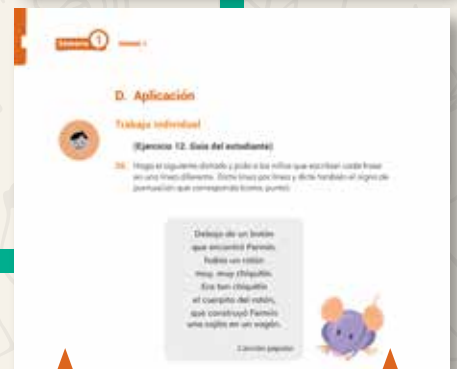 Semana 1
D. Aplicación
Trabajo individual
(Ejercicio 12. Guía del estudiante)
Haga el siguiente dictado y pida a los niños que escriban cada frase
en una línea diferente. Dicte línea por línea y dicte también el signo de
puntuación que corresponda (coma, punto).
Debajo de un botón
que encontró Fermín
había un ratón
muy, muy chiquitín.
Era tan chiquitín
el cuerpito del ratón,
que construyó Fermín
una cajita en un vagón.
Canción popular